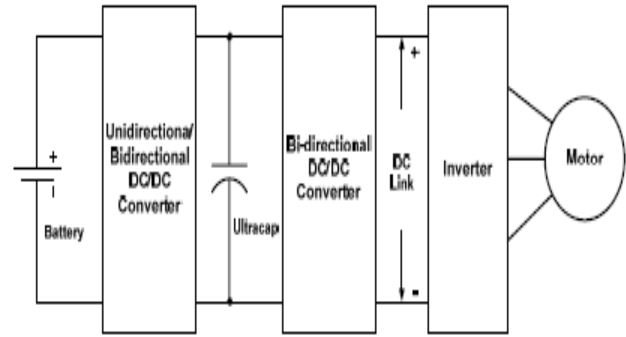 +
Battery
Unidirectional/
Bidirectional
DC/DC
Converter
Ultracap
Bi-directional
DC/DC
Converter
+
DC
Link
-
Inverter
Motor